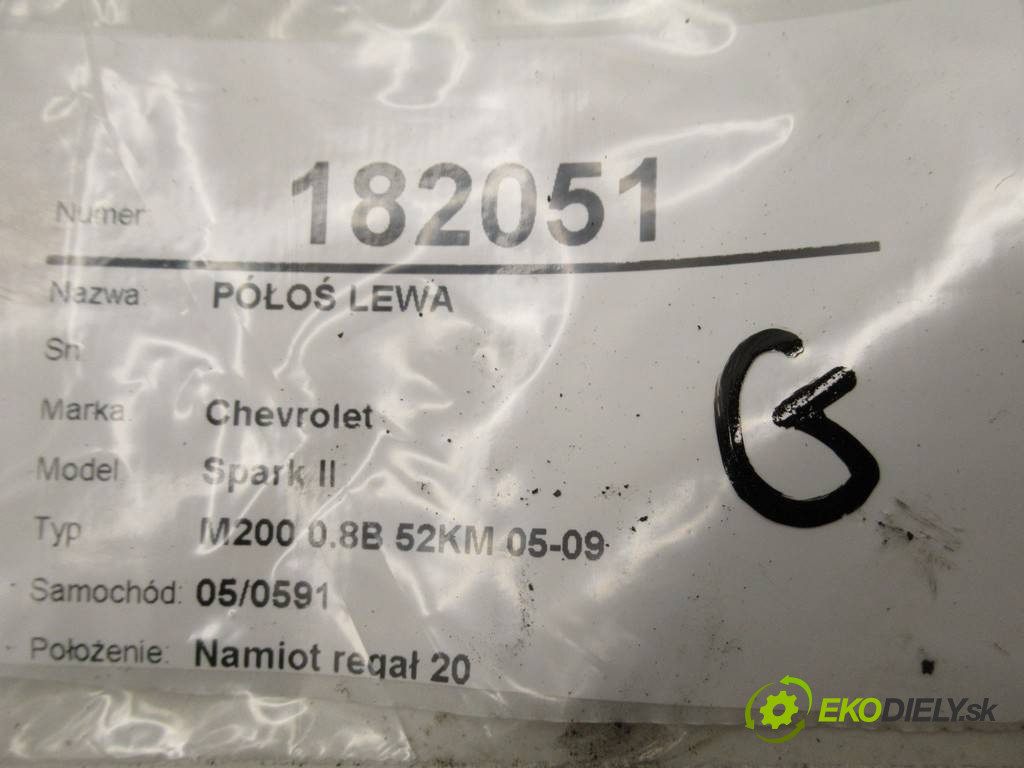 Numer: 182051
Nazwa: PÓŁOŚ LEWA
Sn:
Marka: Chevrolet
Model: Spark II
Typ M200 0.8B 52KM 05-09
Samochód: 05/0591
Położenie: Namiot regał 20
G
EKODIELY.sk